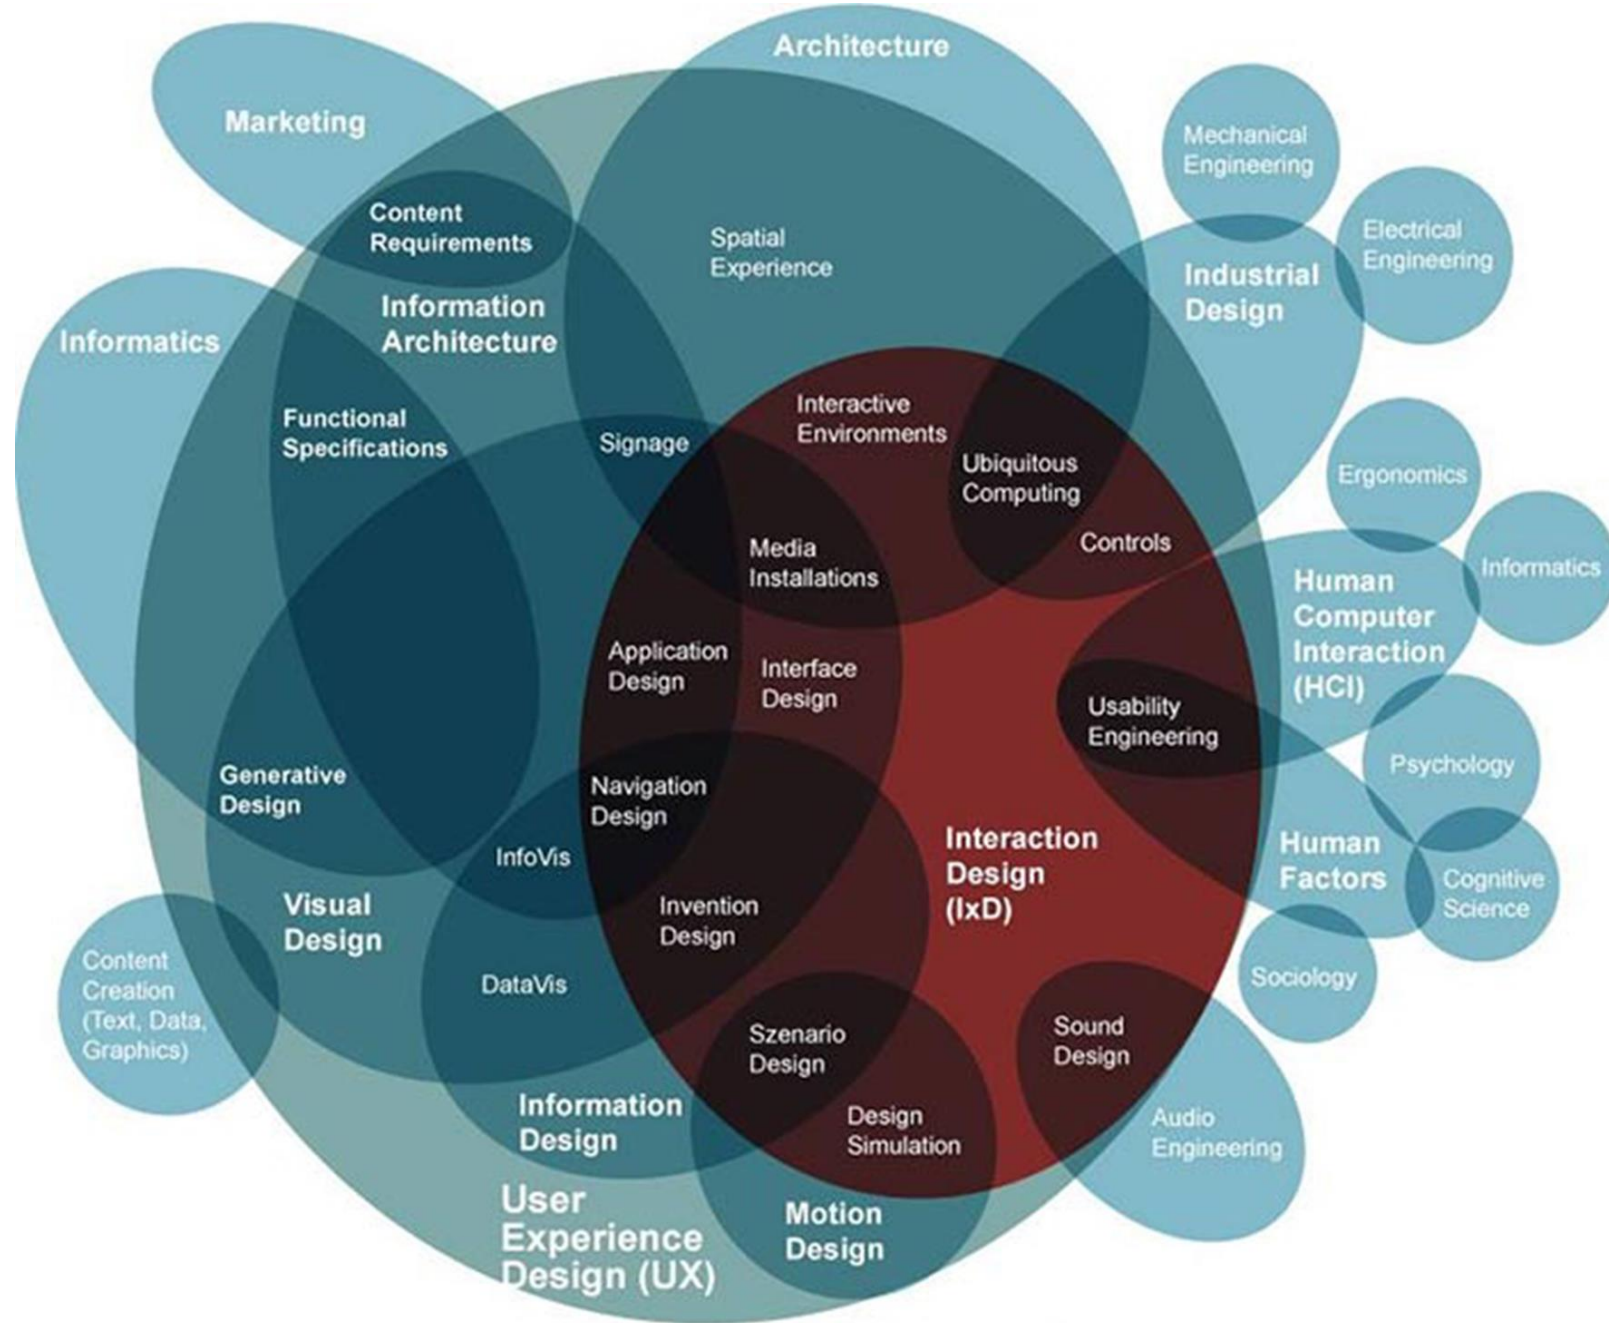 Architecture
Marketing
Mechanical
Engineering
Content
Requirements
Spatial
Experience
Electrical
Engineering
Industrial
Design
Information
Architecture
Informatics
Functional
Specifications
Signage
Interactive
Environments
Ubiquitous
Computing
Ergonomics
Controls
Media
Installations
Informatics
Human
Computer
Interaction
(HCI)
Application
Design
Interface
Design
Usability
Engineering
Psychology
Generative
Design
Navigation
Design
InfoVis
Interaction
Design
(IxD)
Human
Factors
Cognitive
Science
Visual
Design
Invention
Design
Content
Creation
(Text, Data,
Graphics)
DataVis
Sociology
Szenario
Design
Sound
Design
Information
Design
Design
Simulation
Audio
Engineering
User
Experience
Design (UX)
Motion
Design